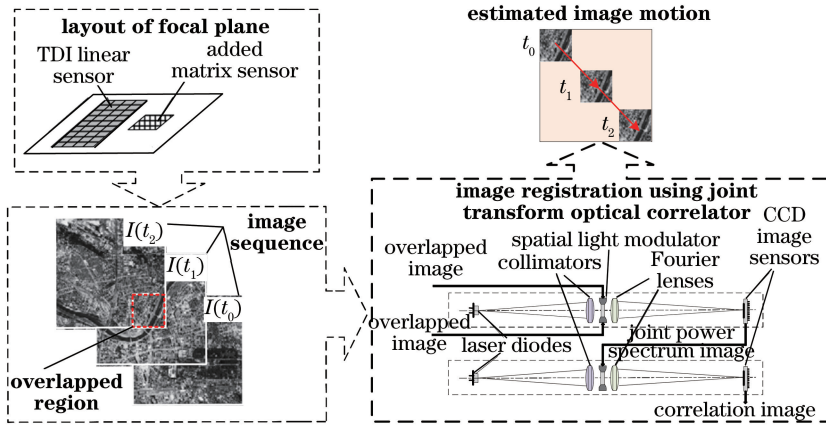 layout of focal plane
TDI linear
sensor
added
matrix sensor
estimated image motion
t0
t1
t2
image
sequence
I(t2)
I(t1)
I(t0)
overlapped
region
image registration using joint
transform optical correlator
CCD
image
sensors
overlapped
image
spatial light modulator
collimators
Fourier
lenses
overlapped
image
laser diodes
joint power
spectrum image
correlation image